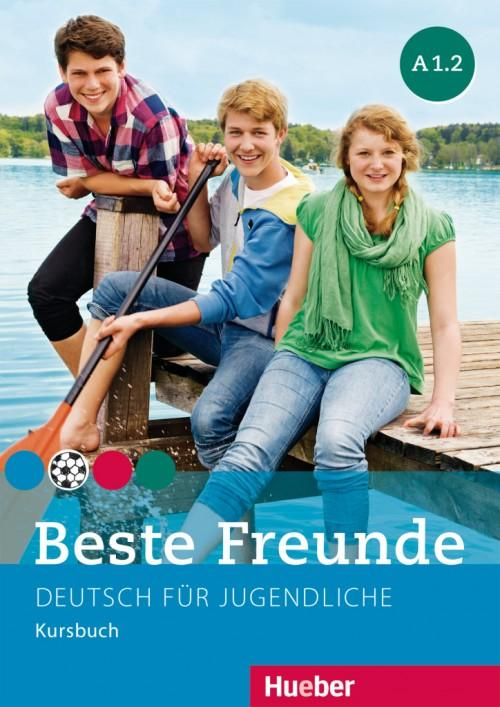 A 1.2
Beste Freunde
DEUTSCH FÜR JUGENDLICHE
Kursbuch
Hueber